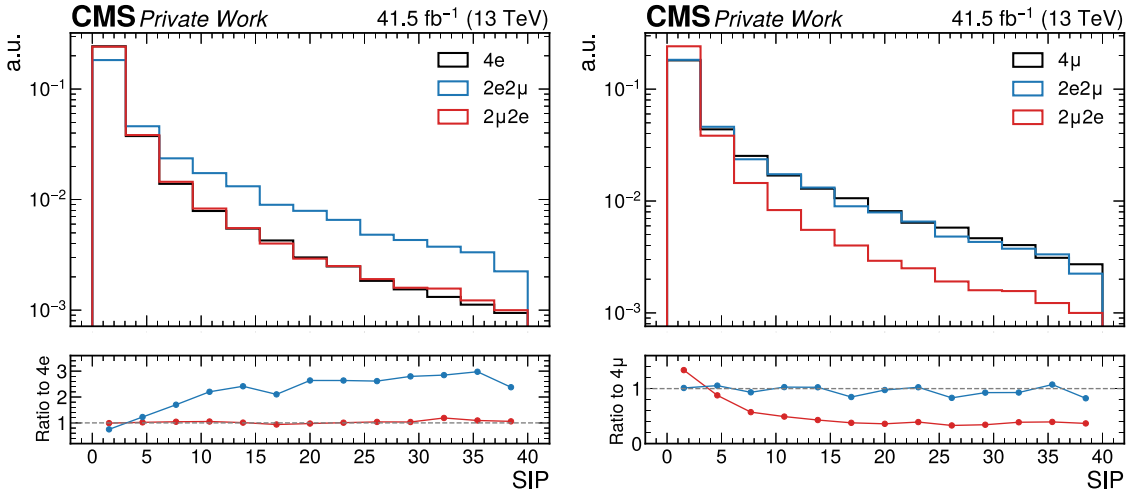 CMS Private Work 41.5 fb⁻¹ (13 TeV)
a.u.
4e
2e2μ
2μ2e
10⁻¹
10⁻²
10⁻³
Ratio to 4e
3
2
1
0 5 10 15 20 25 30 35 40
SIP
CMS Private Work 41.5 fb⁻¹ (13 TeV)
a.u.
4μ
2e2μ
2μ2e
10⁻¹
10⁻²
10⁻³
Ratio to 4μ
1
0
0 5 10 15 20 25 30 35 40
SIP